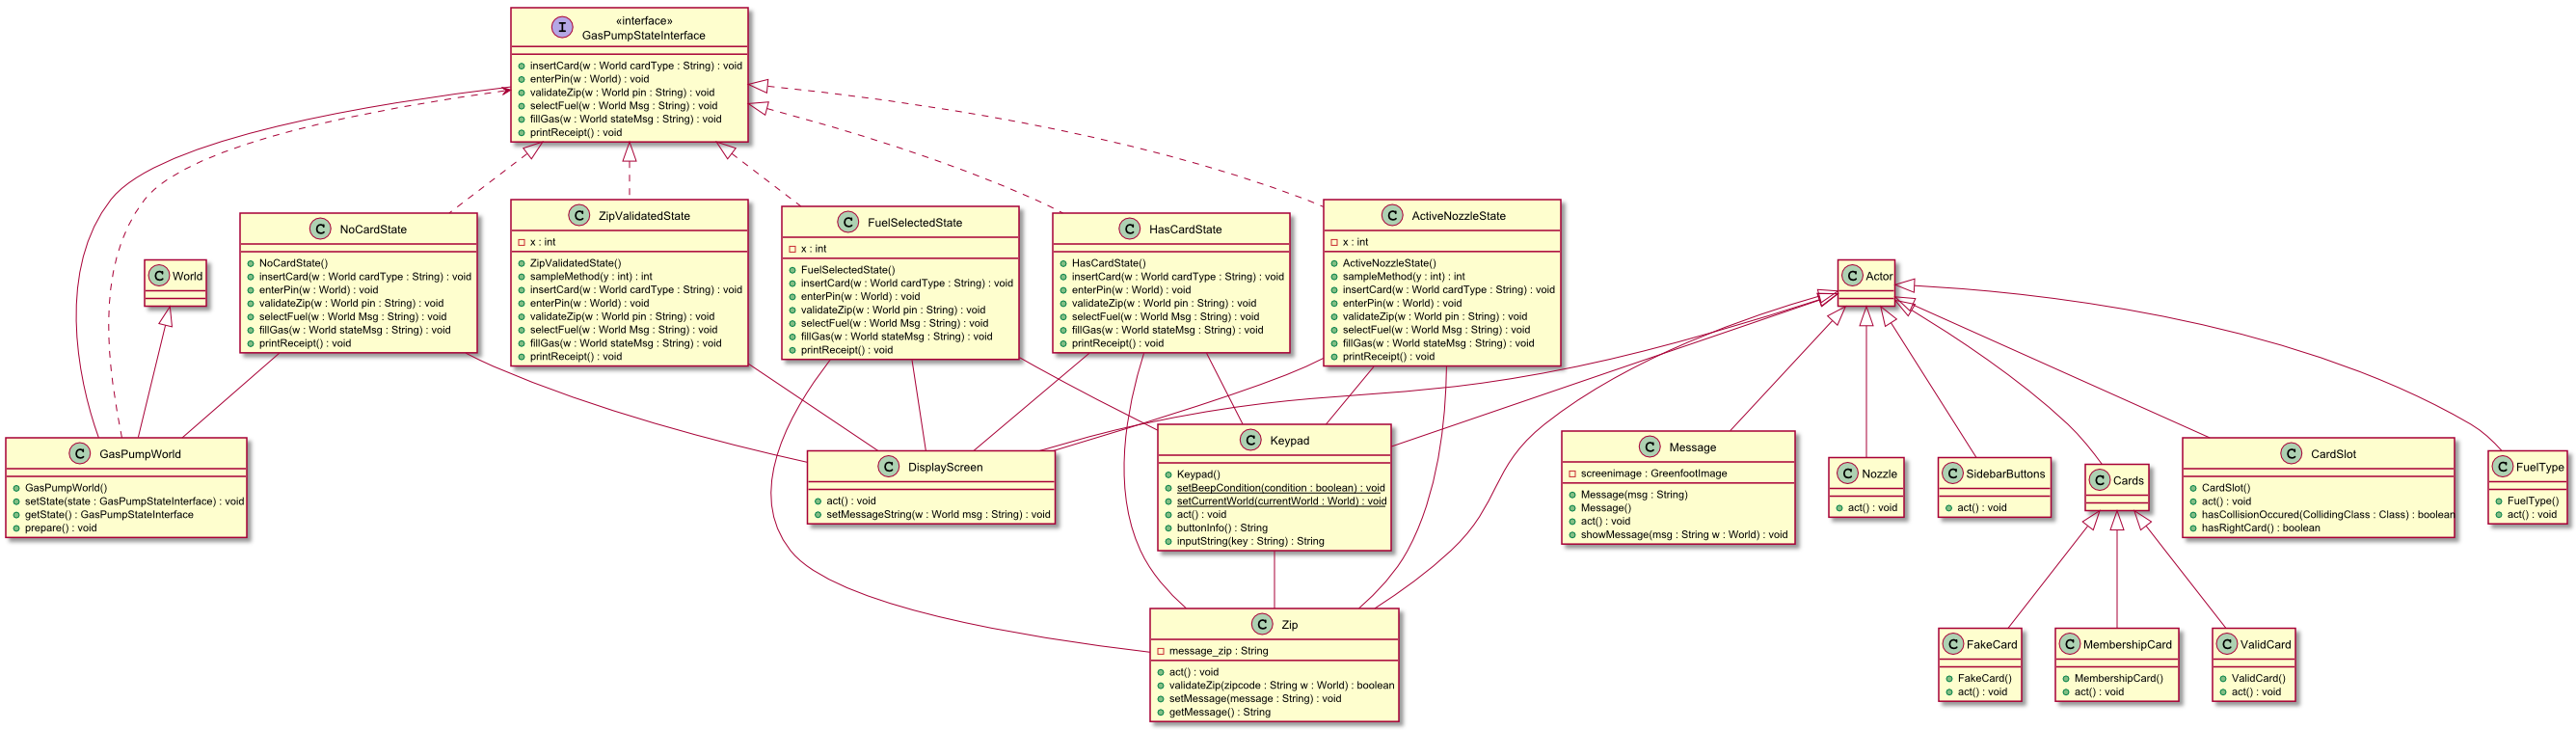 «interface»
I
GasPumpStateInterface
insertCard(w : World cardType : String) : void
enterPin(w : World) : void
validateZip(w : World pin : String) : void
selectFuel(w : World Msg : String) : void
fillGas(w : World stateMsg : String) : void
printReceipt() : void
C NoCardState
NoCardState()
insertCard(w : World cardType : String) : void
enterPin(w : World) : void
validateZip(w : World pin : String) : void
selectFuel(w : World Msg : String) : void
fillGas(w : World stateMsg : String) : void
printReceipt() : void
C ZipValidatedState
x : int
ZipValidatedState()
sampleMethod(y : int) : int
insertCard(w : World cardType : String) : void
enterPin(w : World) : void
validateZip(w : World pin : String) : void
selectFuel(w : World Msg : String) : void
fillGas(w : World stateMsg : String) : void
printReceipt() : void
C FuelSelectedState
x : int
FuelSelectedState()
insertCard(w : World cardType : String) : void
enterPin(w : World) : void
validateZip(w : World pin : String) : void
selectFuel(w : World Msg : String) : void
fillGas(w : World stateMsg : String) : void
printReceipt() : void
C HasCardState
HasCardState()
insertCard(w : World cardType : String) : void
enterPin(w : World) : void
validateZip(w : World pin : String) : void
selectFuel(w : World Msg : String) : void
fillGas(w : World stateMsg : String) : void
printReceipt() : void
C ActiveNozzleState
x : int
ActiveNozzleState()
sampleMethod(y : int) : int
insertCard(w : World cardType : String) : void
enterPin(w : World) : void
validateZip(w : World pin : String) : void
selectFuel(w : World Msg : String) : void
fillGas(w : World stateMsg : String) : void
printReceipt() : void
C World
C Actor
C GasPumpWorld
GasPumpWorld()
setState(state : GasPumpStateInterface) : void
getState() : GasPumpStateInterface
prepare() : void
C DisplayScreen
act() : void
setMessageString(w : World msg : String) : void
C Keypad
Keypad()
setBeepCondition(condition : boolean) : void
setCurrentWorld(currentWorld : World) : void
act() : void
buttonInfo() : String
inputString(key : String) : String
C Message
screenimage : GreenfootImage
Message(msg : String)
Message()
act() : void
showMessage(msg : String w : World) : void
C Nozzle
act() : void
C SidebarButtons
act() : void
C Cards
C CardSlot
CardSlot()
act() : void
hasCollisionOccured(CollidingClass : Class) : boolean
hasRightCard() : boolean
C FuelType
FuelType()
act() : void
C Zip
message_zip : String
act() : void
validateZip(zipcode : String w : World) : boolean
setMessage(message : String) : void
getMessage() : String
C FakeCard
FakeCard()
act() : void
C MembershipCard
MembershipCard()
act() : void
C ValidCard
ValidCard()
act() : void